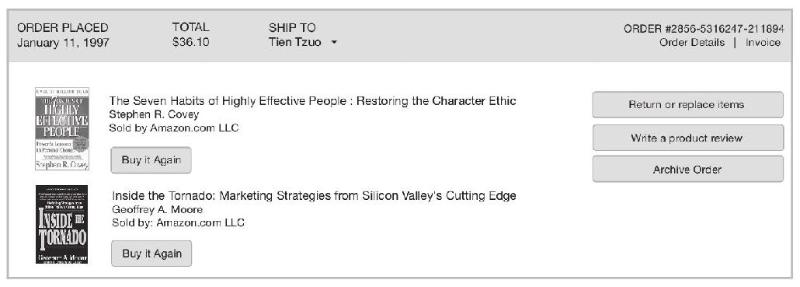 ORDER PLACED
January 11, 1997
TOTAL
$36.10
SHIP TO
Tien Tzuo
ORDER #2856-5316247-211894
Order Details | Invoice
HIGHLY
EFFECTIVE
PEOPLE
Stephen R. Covey
The Seven Habits of Highly Effective People : Restoring the Character Ethic
Stephen R. Covey
Sold by Amazon.com LLC
Buy it Again
Return or replace items
Write a product review
Archive Order
INSIDE THE
TORNADO
Geoffrey A. Moore
Inside the Tornado: Marketing Strategies from Silicon Valley's Cutting Edge
Geoffrey A. Moore
Sold by: Amazon.com LLC
Buy it Again